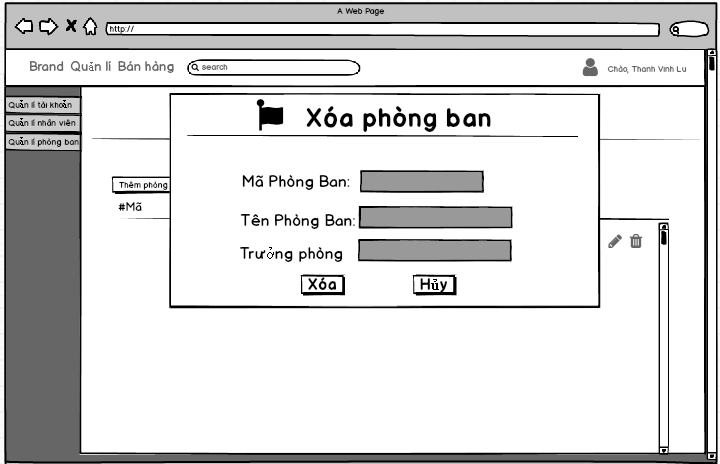 A Web Page
http://
Brand Quản lí Bán hàng
search
Chào, Thanh Vinh Lu
Quản lí tài khoản
Quản lí nhân viên
Quản lí phòng ban
Xóa phòng ban
Mã Phòng Ban:
Tên Phòng Ban:
Trưởng phòng
Xóa Hủy
Thêm phòng
#Mã